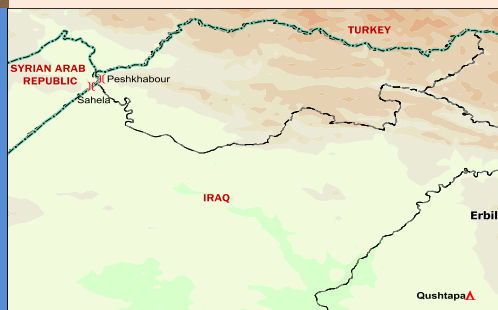 TURKEY
SYRIAN ARAB
REPUBLIC
Peshkhabour
Sahela
IRAQ
Erbil
Qushtapa